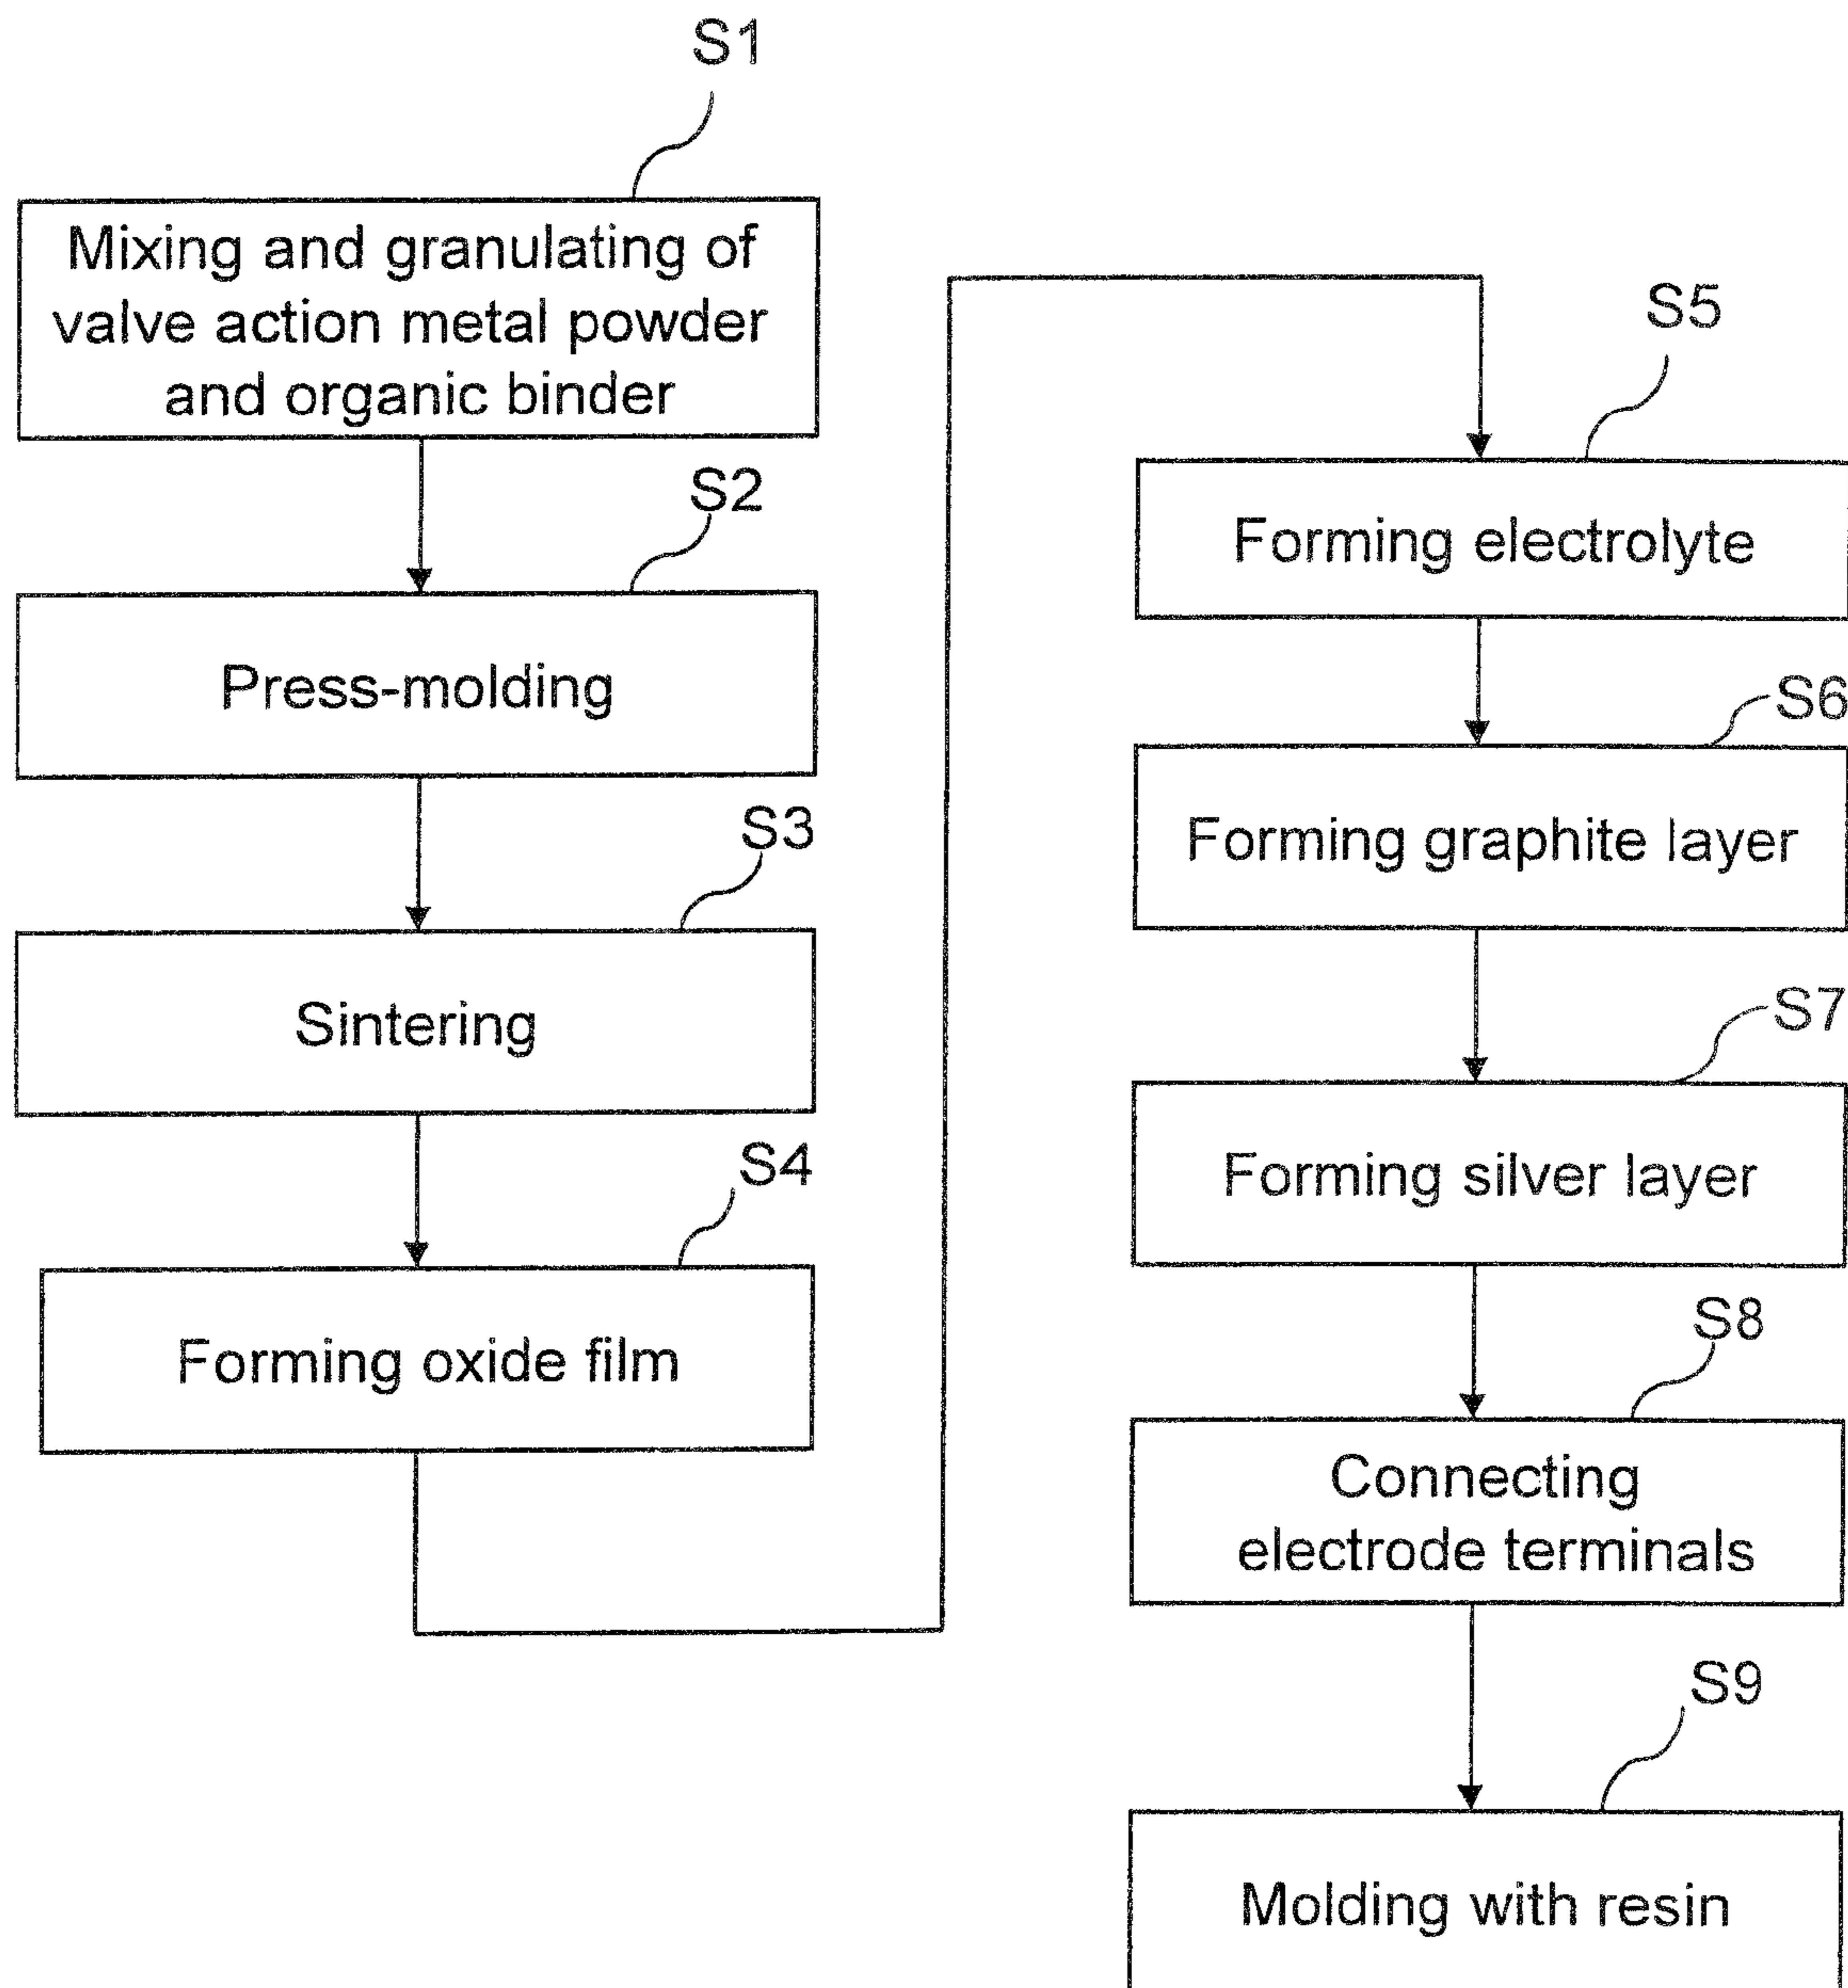 S1
Mixing and granulating of
valve action metal powder
and organic binder
S2
Press-molding
S3
Sintering
S4
Forming oxide film
S5
Forming electrolyte
S6
Forming graphite layer
S7
Forming silver layer
S8
Connecting
electrode terminals
S9
Molding with resin